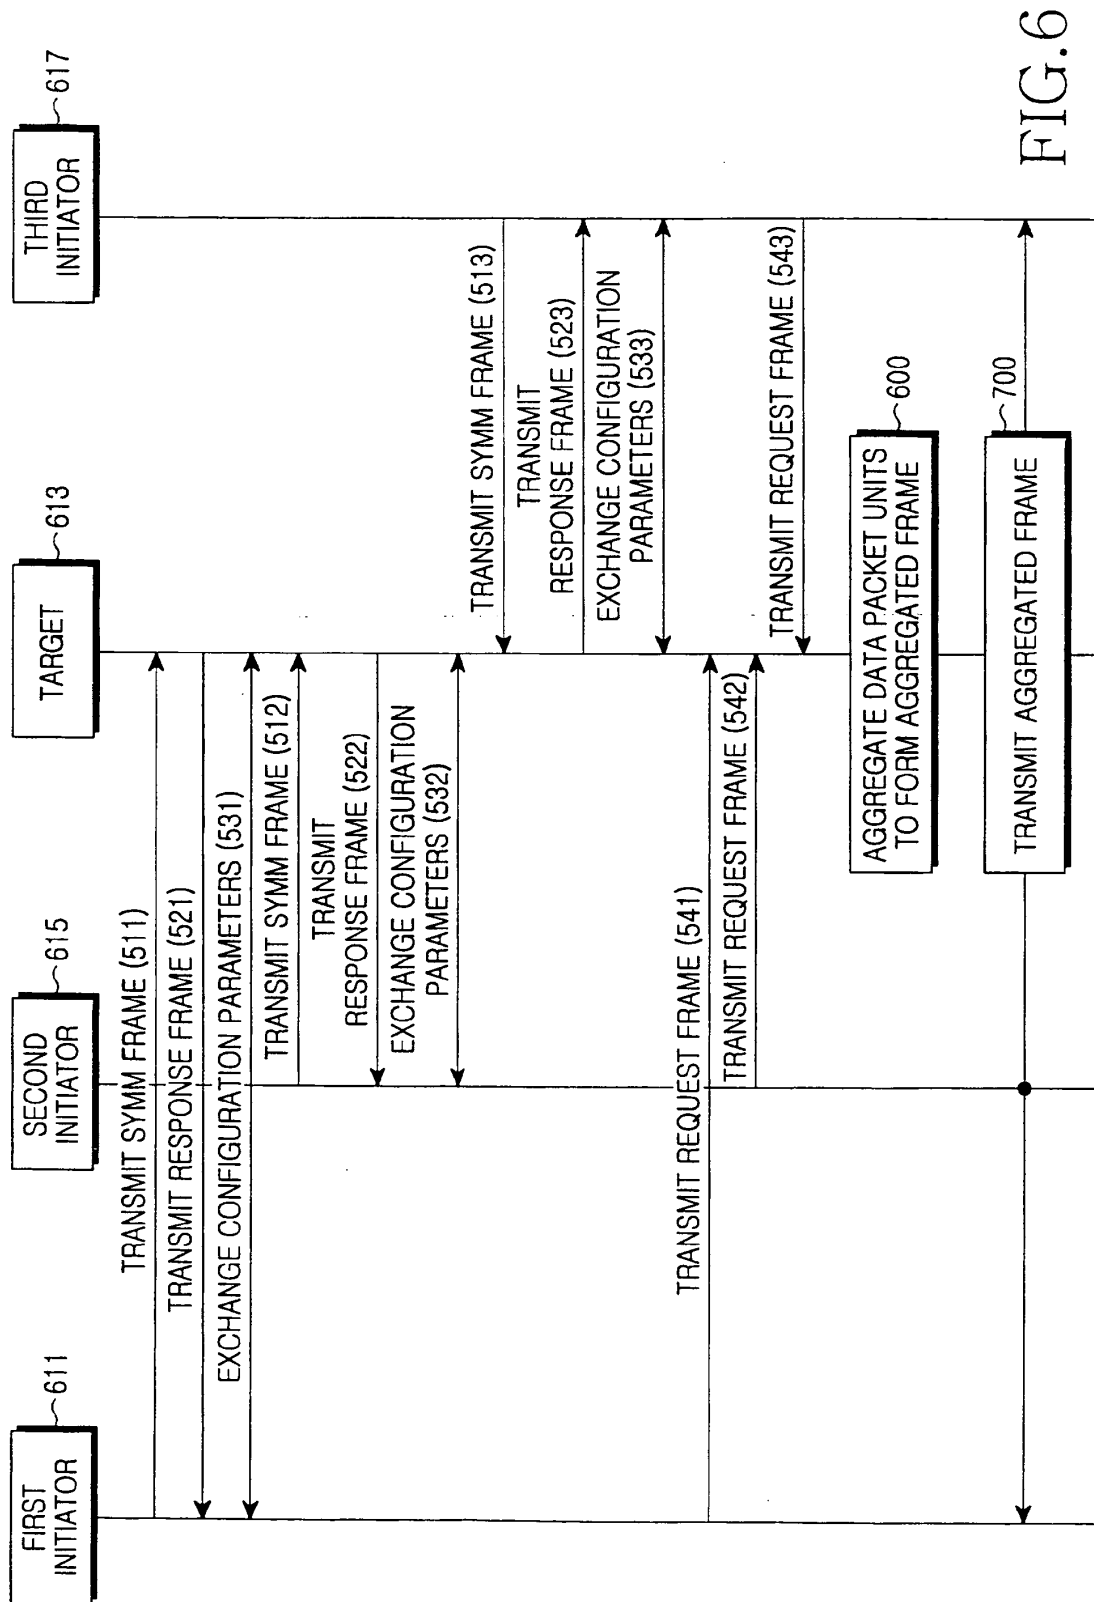 FIRST
INITIATOR
611
SECOND
INITIATOR
615
TARGET
613
THIRD
INITIATOR
617
TRANSMIT SYMM FRAME (511)
TRANSMIT RESPONSE FRAME (521)
EXCHANGE CONFIGURATION PARAMETERS (531)
TRANSMIT SYMM FRAME (512)
TRANSMIT
RESPONSE FRAME (522)
EXCHANGE CONFIGURATION
PARAMETERS (532)
TRANSMIT SYMM FRAME (513)
TRANSMIT
RESPONSE FRAME (523)
EXCHANGE CONFIGURATION
PARAMETERS (533)
TRANSMIT REQUEST FRAME (541)
TRANSMIT REQUEST FRAME (542)
TRANSMIT REQUEST FRAME (543)
AGGREGATE DATA PACKET UNITS
TO FORM AGGREGATED FRAME
600
TRANSMIT AGGREGATED FRAME
700
FIG.6